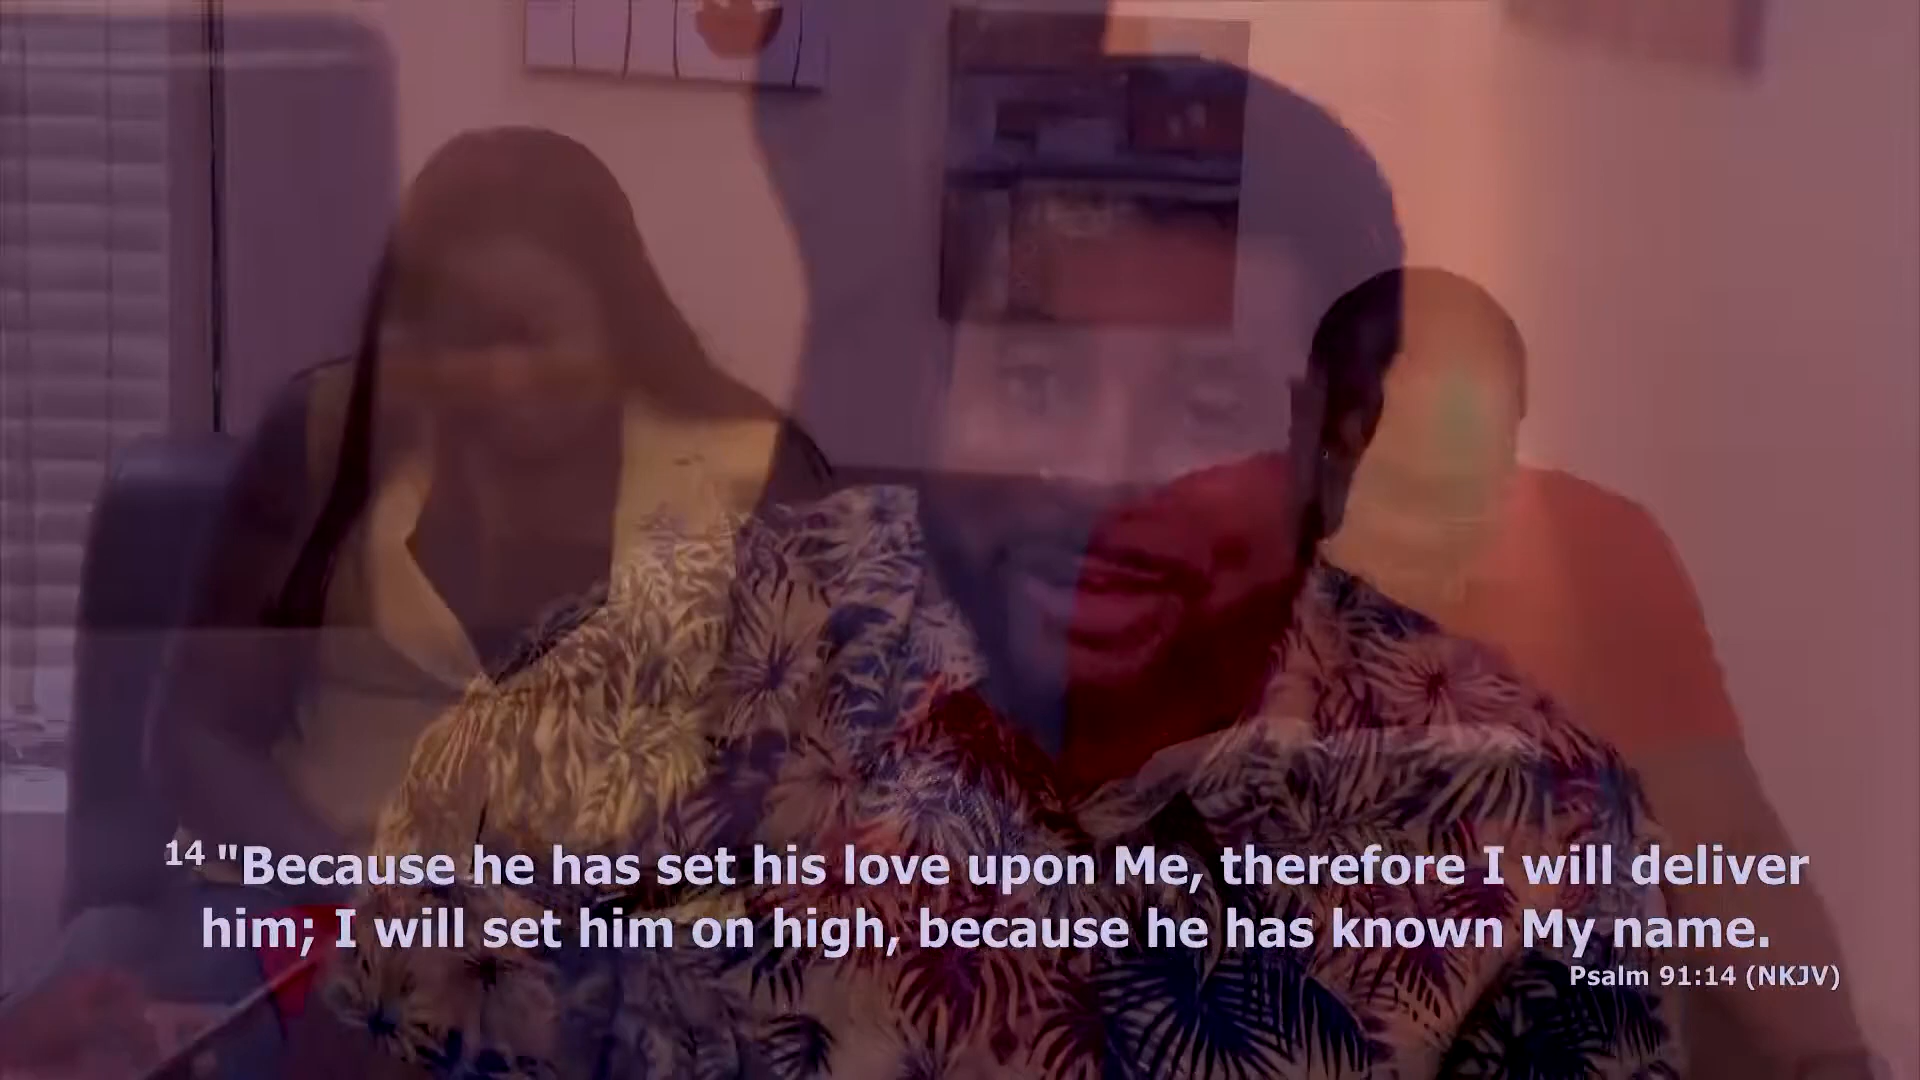 14 "Because he has set his love upon Me, therefore I will deliver
him; I will set him on high, because he has known My name.
Psalm 91:14 (NKJV)